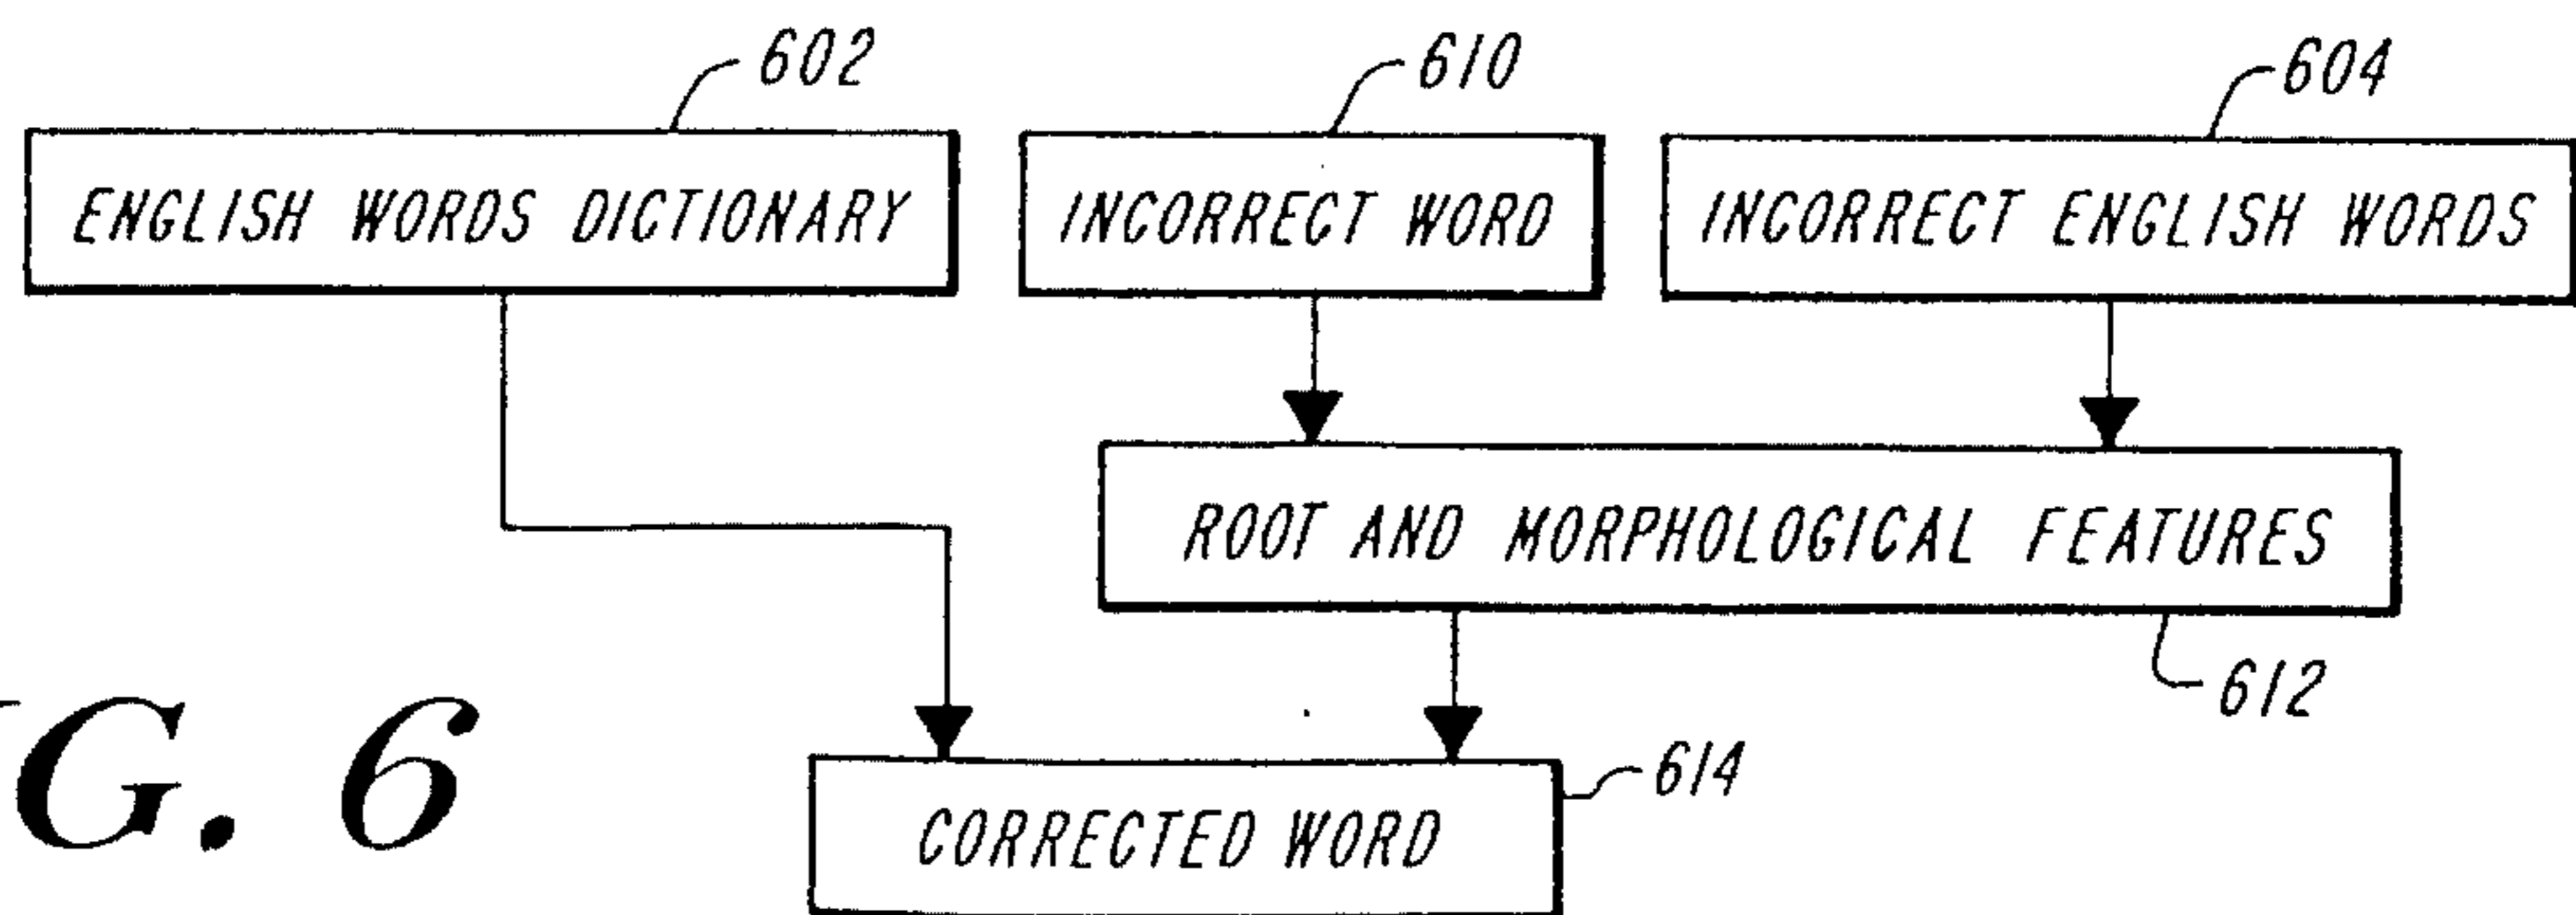 602 610 604
ENGLISH WORDS DICTIONARY INCORRECT WORD INCORRECT ENGLISH WORDS
ROOT AND MORPHOLOGICAL FEATURES
612
614
CORRECTED WORD
G. 6